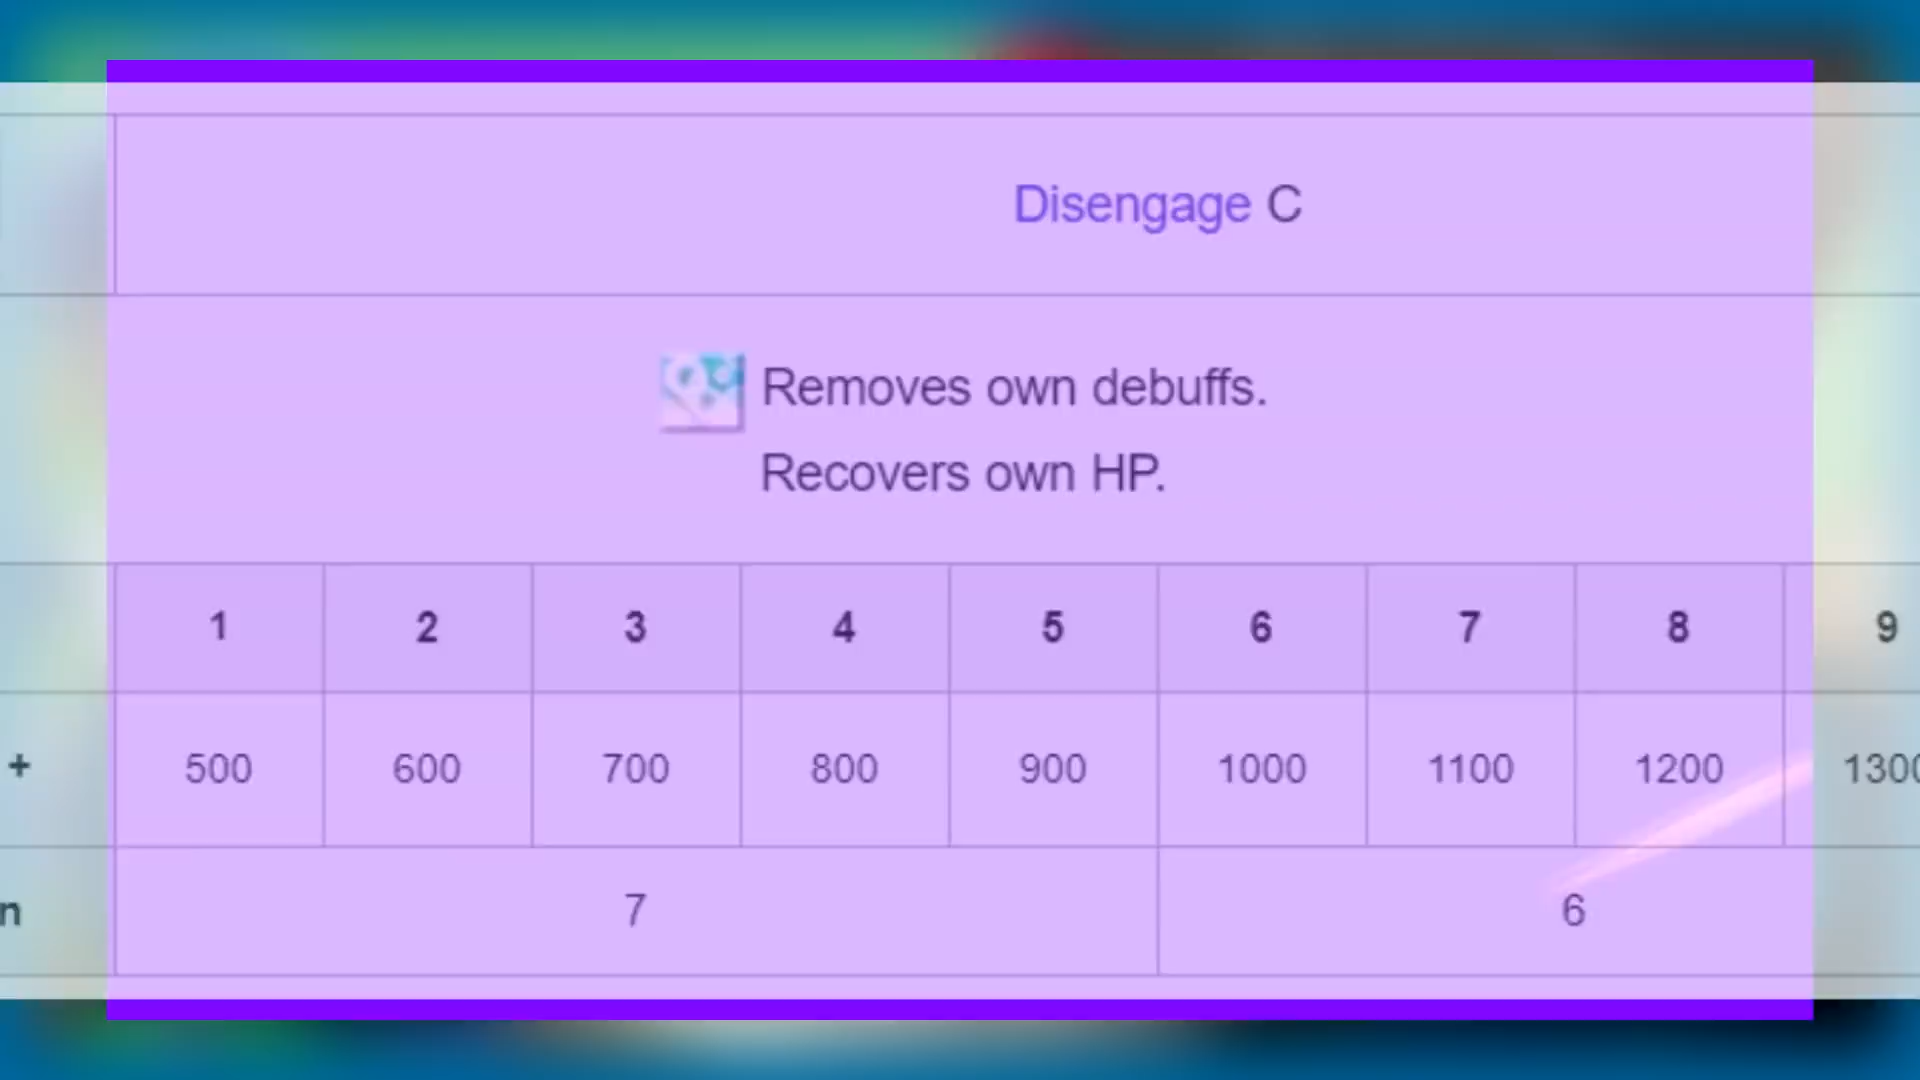 Disengage C
Removes own debuffs.
Recovers own HP.
1 2 3 4 5 6 7 8 9
+ 500 600 700 800 900 1000 1100 1200 1300
n 7 6